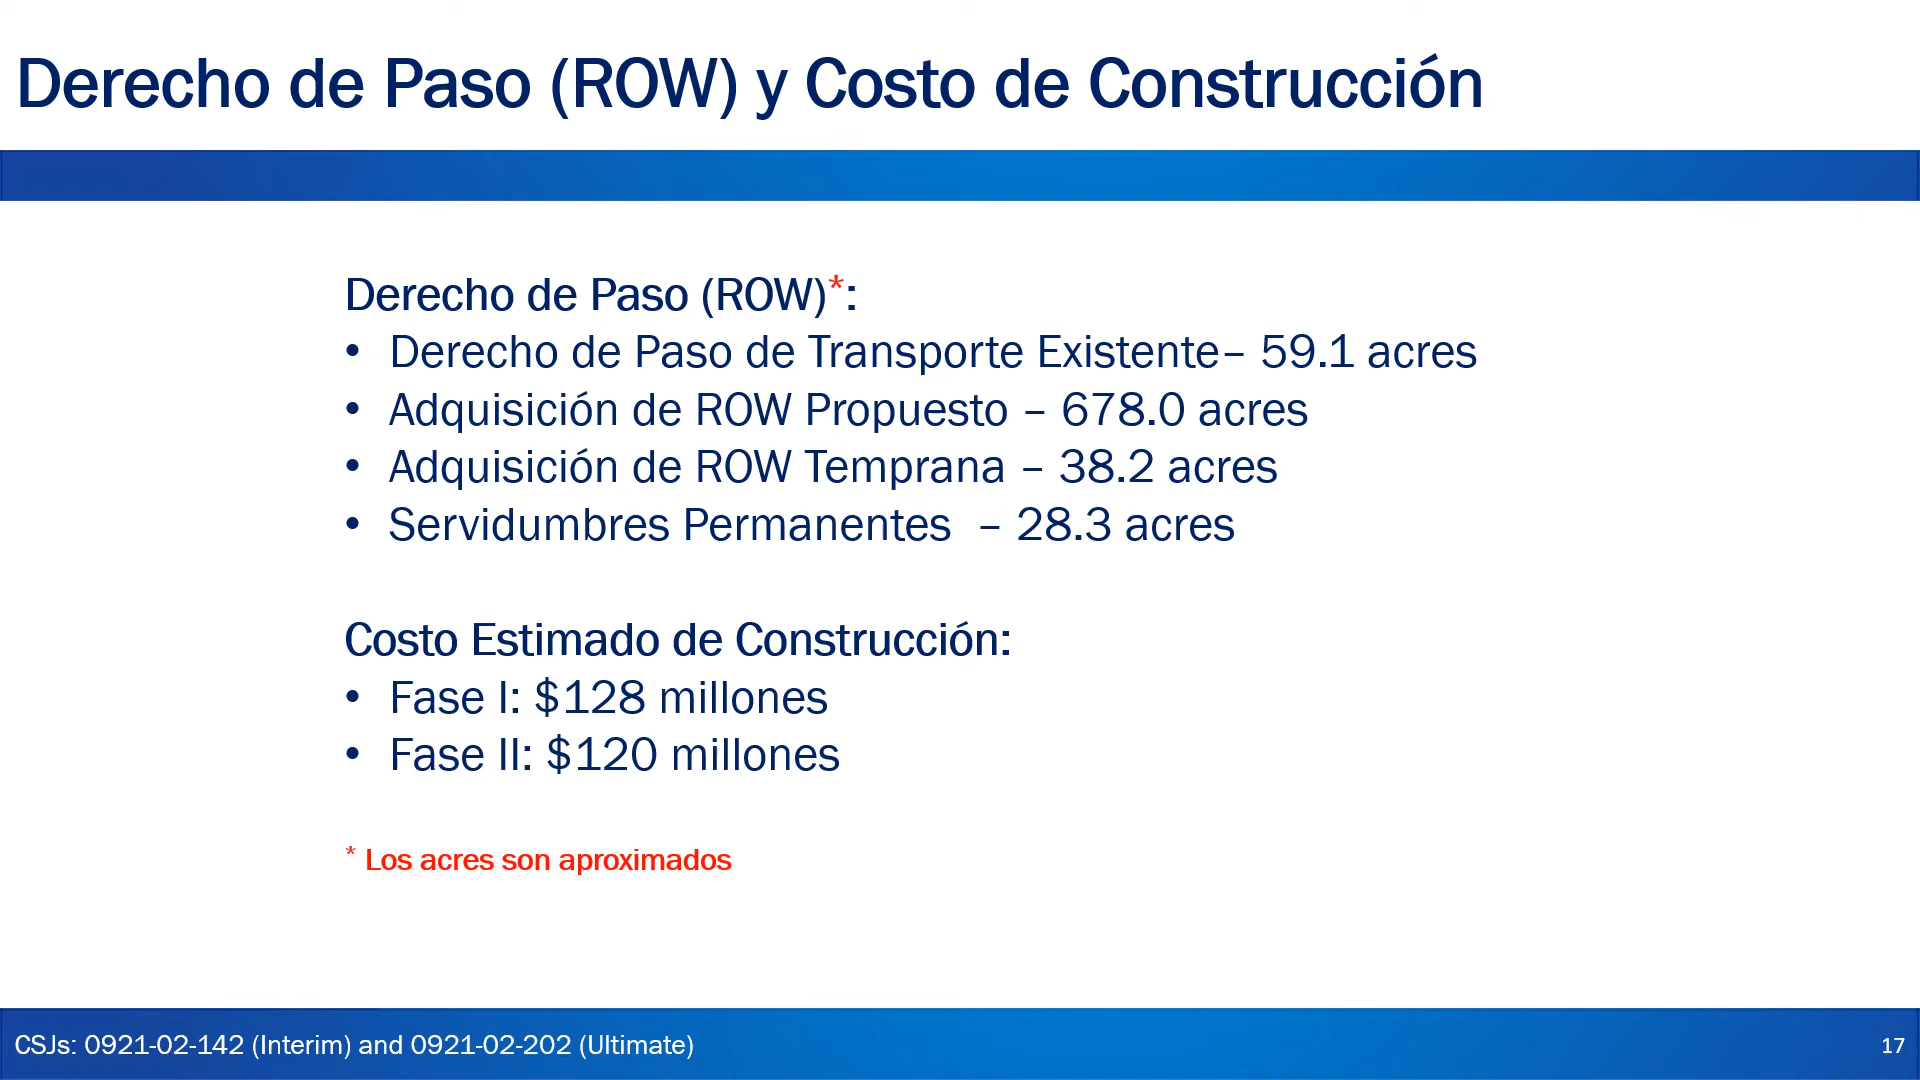 Derecho de Paso (ROW) y Costo de Construcción
Derecho de Paso (ROW)*:
• Derecho de Paso de Transporte Existente– 59.1 acres
• Adquisición de ROW Propuesto – 678.0 acres
• Adquisición de ROW Temprana – 38.2 acres
• Servidumbres Permanentes – 28.3 acres
Costo Estimado de Construcción:
• Fase I: $128 millones
• Fase II: $120 millones
* Los acres son aproximados
CSJs: 0921-02-142 (Interim) and 0921-02-202 (Ultimate)
17